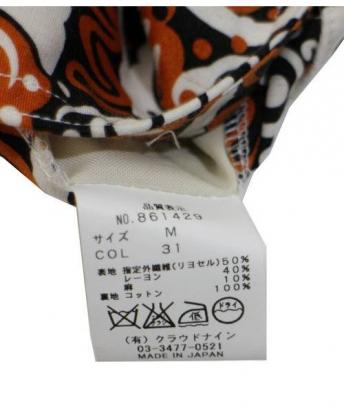 品質表示
NO.861429
サイズ M
COL 31
表地 指定外繊維(リヨセル)50%
レーヨン 40%
麻 10%
裏地 コットン 100%
低
ドライ
(有)クラウドナイン
03-3477-0521
MADE IN JAPAN